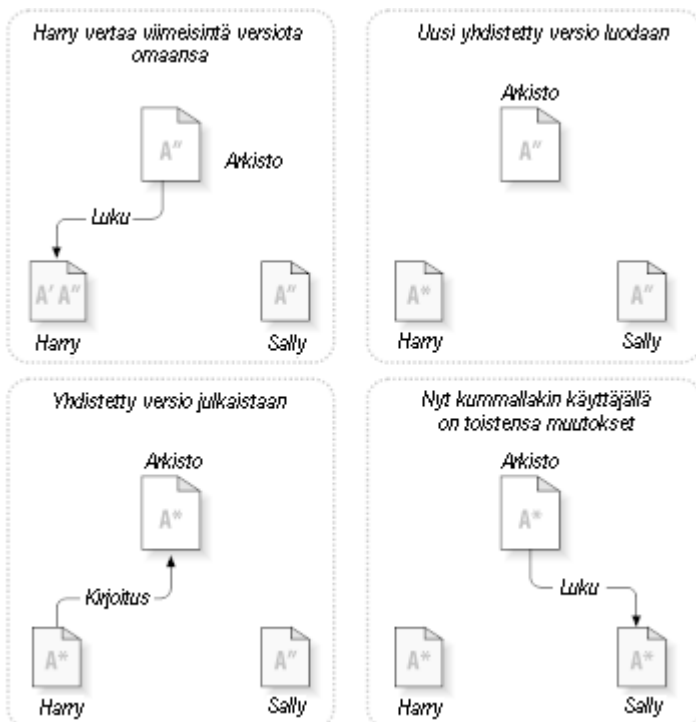 Harry vertaa viimeisintä versiota
omaansa
A"
Arkisto
Luku
A' A"
A"
Harry
Sally
Uusi yhdistetty versio luodaan
Arkisto
A"
A*
A"
Harry
Sally
Yhdistetty versio julkaistaan
Arkisto
A*
Kirjoitus
A*
A"
Harry
Sally
Nyt kummallakin käyttäjällä
on toistensa muutokset
Arkisto
A*
Luku
A*
A*
Harry
Sally